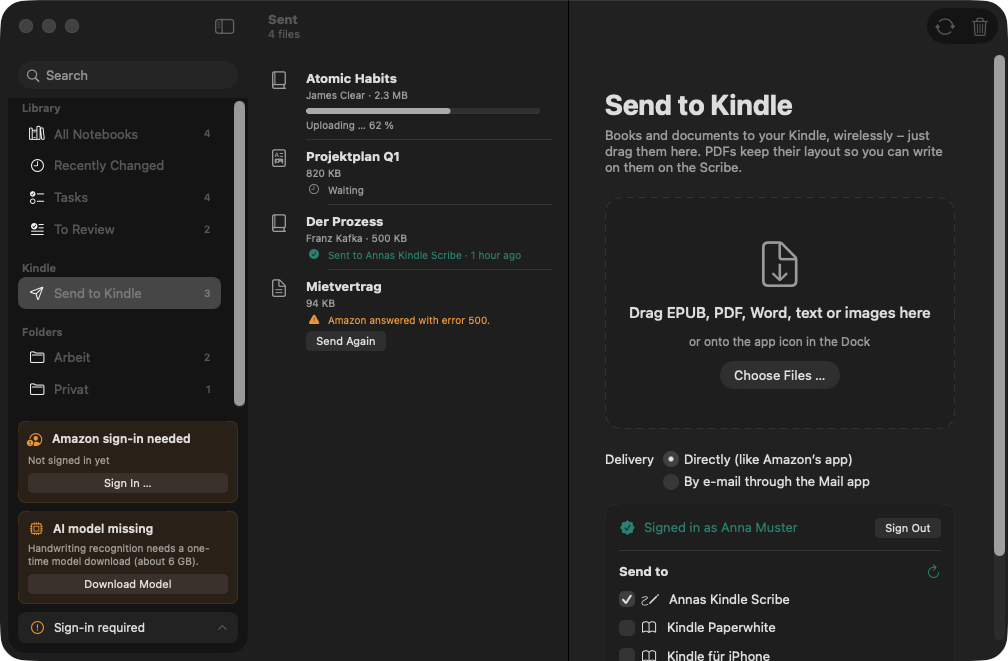 Search
Library
All Notebooks 4
Recently Changed
Tasks 4
To Review 2
Kindle
Send to Kindle 3
Folders
Arbeit 2
Privat 1
Amazon sign-in needed
Not signed in yet
Sign In ...
AI model missing
Handwriting recognition needs a one-
time model download (about 6 GB).
Download Model
Sign-in required
Sent
4 files
Atomic Habits
James Clear · 2.3 MB
Uploading ... 62 %
Projektplan Q1
820 KB
Waiting
Der Prozess
Franz Kafka · 500 KB
Sent to Annas Kindle Scribe · 1 hour ago
Mietvertrag
94 KB
Amazon answered with error 500.
Send Again
Send to Kindle
Books and documents to your Kindle, wirelessly – just
drag them here. PDFs keep their layout so you can write
on them on the Scribe.
Drag EPUB, PDF, Word, text or images here
or onto the app icon in the Dock
Choose Files ...
Delivery Directly (like Amazon’s app)
By e-mail through the Mail app
Signed in as Anna Muster Sign Out
Send to
Annas Kindle Scribe
Kindle Paperwhite
Kindle für iPhone